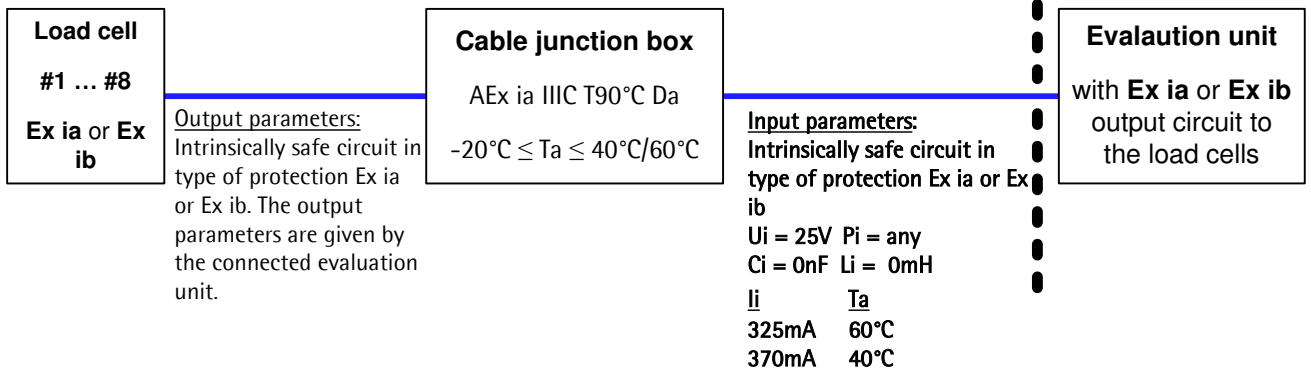 Load cell
#1 … #8
Ex ia or Ex
ib
Output parameters:
Intrinsically safe circuit in
type of protection Ex ia
or Ex ib. The output
parameters are given by
the connected evaluation
unit.
Cable junction box
AEx ia IIIC T90°C Da
-20°C ≤ Ta ≤ 40°C/60°C
Input parameters:
Intrinsically safe circuit in
type of protection Ex ia or Ex
ib
Ui = 25V Pi = any
Ci = 0nF Li = 0mH
Ii Ta
325mA 60°C
370mA 40°C
Evalaution unit
with Ex ia or Ex ib
output circuit to
the load cells